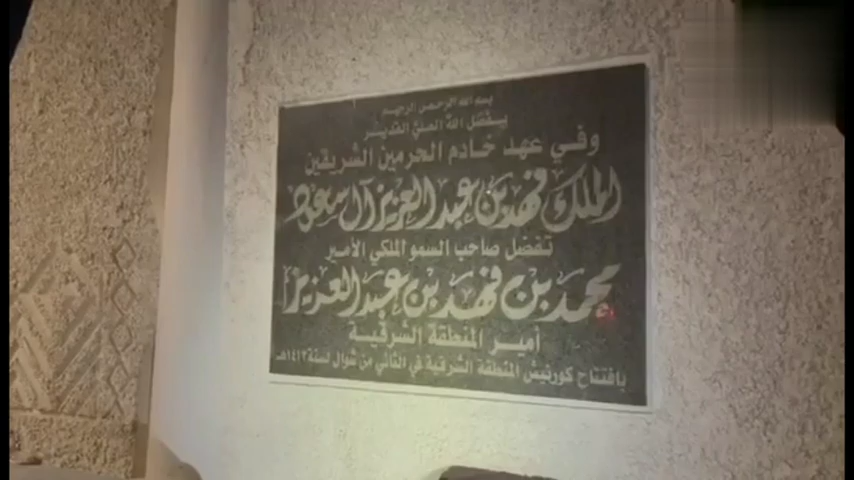 بسم الله الرحمن الرحيم
بفضل الله العلي القدير
وفي عهد خادم الحرمين الشريفين
الملك فهد بن عبد العزيز آل سعود
تفضل صاحب السمو الملكي الأمير
محمد بن فهد بن عبد العزيز
أمير المنطقة الشرقية
بافتتاح كورنيش المنطقة الشرقية في الثاني من شوال لسنة ١٤١٣هـ